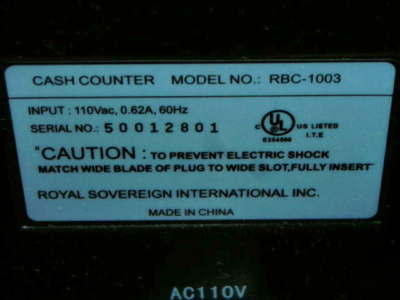 CASH COUNTER MODEL NO.: RBC-1003
INPUT : 110Vac, 0.62A, 60Hz
SERIAL NO.: 50012801
C UL US LISTED
I.T.E
"CAUTION : TO PREVENT ELECTRIC SHOCK
MATCH WIDE BLADE OF PLUG TO WIDE SLOT,FULLY INSERT"
ROYAL SOVEREIGN INTERNATIONAL INC.
MADE IN CHINA
AC110V